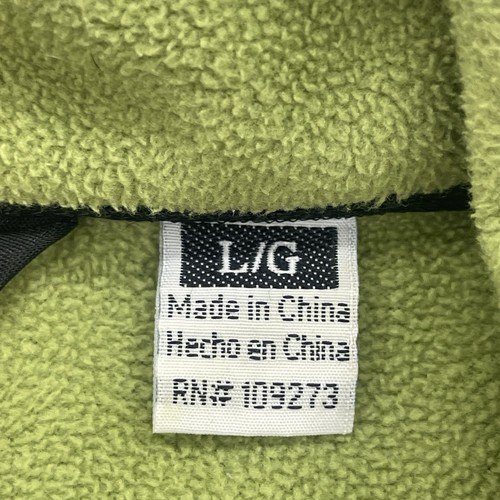 L/G
Made in China
Hecho en China
RN# 109273